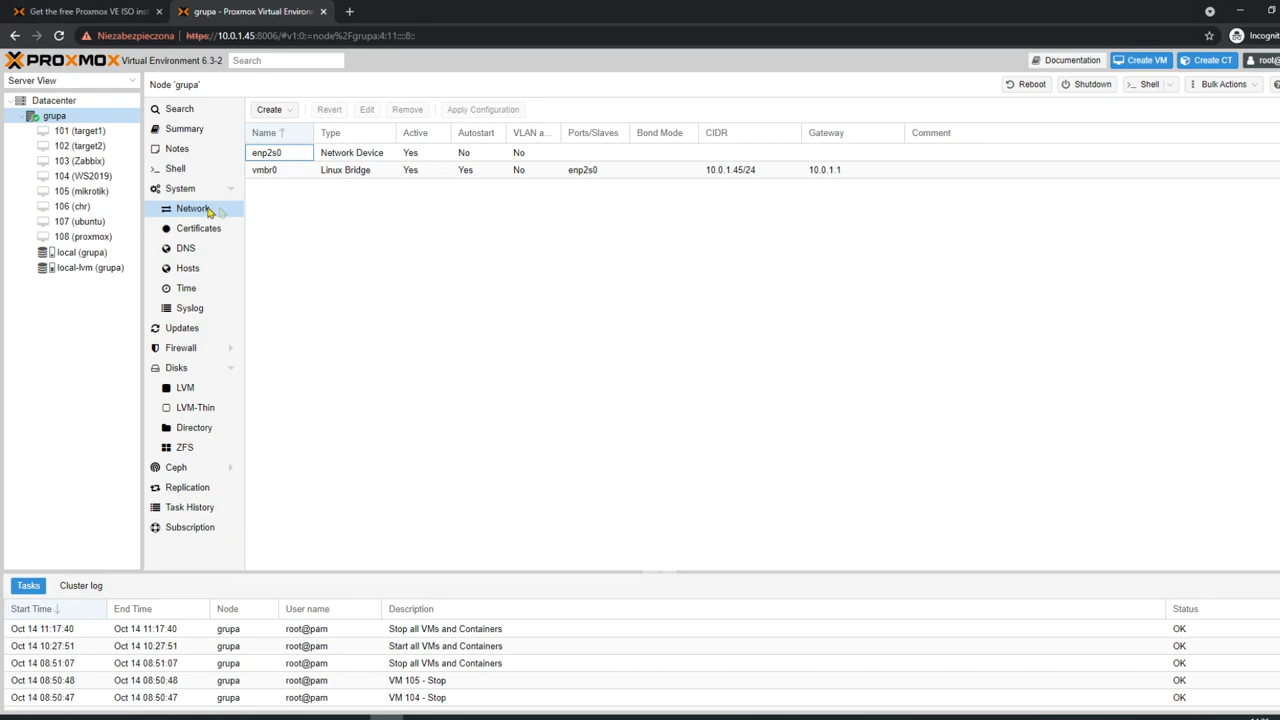 Get the free Proxmox VE ISO inst
grupa - Proxmox Virtual Environ
Niezabezpieczona
https://10.0.1.45:8006/#v1:0:=node%2Fgrupa:4:11::::8::
Incognit
PROXMOX Virtual Environment 6.3-2
Search
Documentation
Create VM
Create CT
root@
Server View
Node 'grupa'
Reboot
Shutdown
Shell
Bulk Actions
Datacenter
grupa
101 (target1)
102 (target2)
103 (Zabbix)
104 (WS2019)
105 (mikrotik)
106 (chr)
107 (ubuntu)
108 (proxmox)
local (grupa)
local-lvm (grupa)
Search
Summary
Notes
Shell
System
Network
Certificates
DNS
Hosts
Time
Syslog
Updates
Firewall
Disks
LVM
LVM-Thin
Directory
ZFS
Ceph
Replication
Task History
Subscription
Create
Revert
Edit
Remove
Apply Configuration
Name Type Active Autostart VLAN a... Ports/Slaves Bond Mode CIDR Gateway Comment
enp2s0 Network Device Yes No No
vmbr0 Linux Bridge Yes Yes No enp2s0 10.0.1.45/24 10.0.1.1
Tasks Cluster log
Start Time End Time Node User name Description Status
Oct 14 11:17:40 Oct 14 11:17:40 grupa root@pam Stop all VMs and Containers OK
Oct 14 10:27:51 Oct 14 10:27:51 grupa root@pam Start all VMs and Containers OK
Oct 14 08:51:07 Oct 14 08:51:07 grupa root@pam Stop all VMs and Containers OK
Oct 14 08:50:48 Oct 14 08:50:48 grupa root@pam VM 105 - Stop OK
Oct 14 08:50:47 Oct 14 08:50:47 grupa root@pam VM 104 - Stop OK